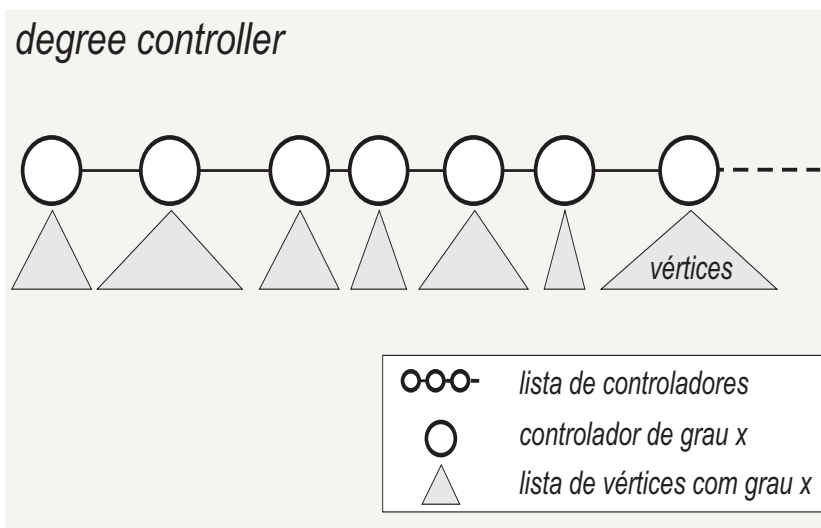 degree controller
vértices
lista de controladores
controlador de grau x
lista de vértices com grau x